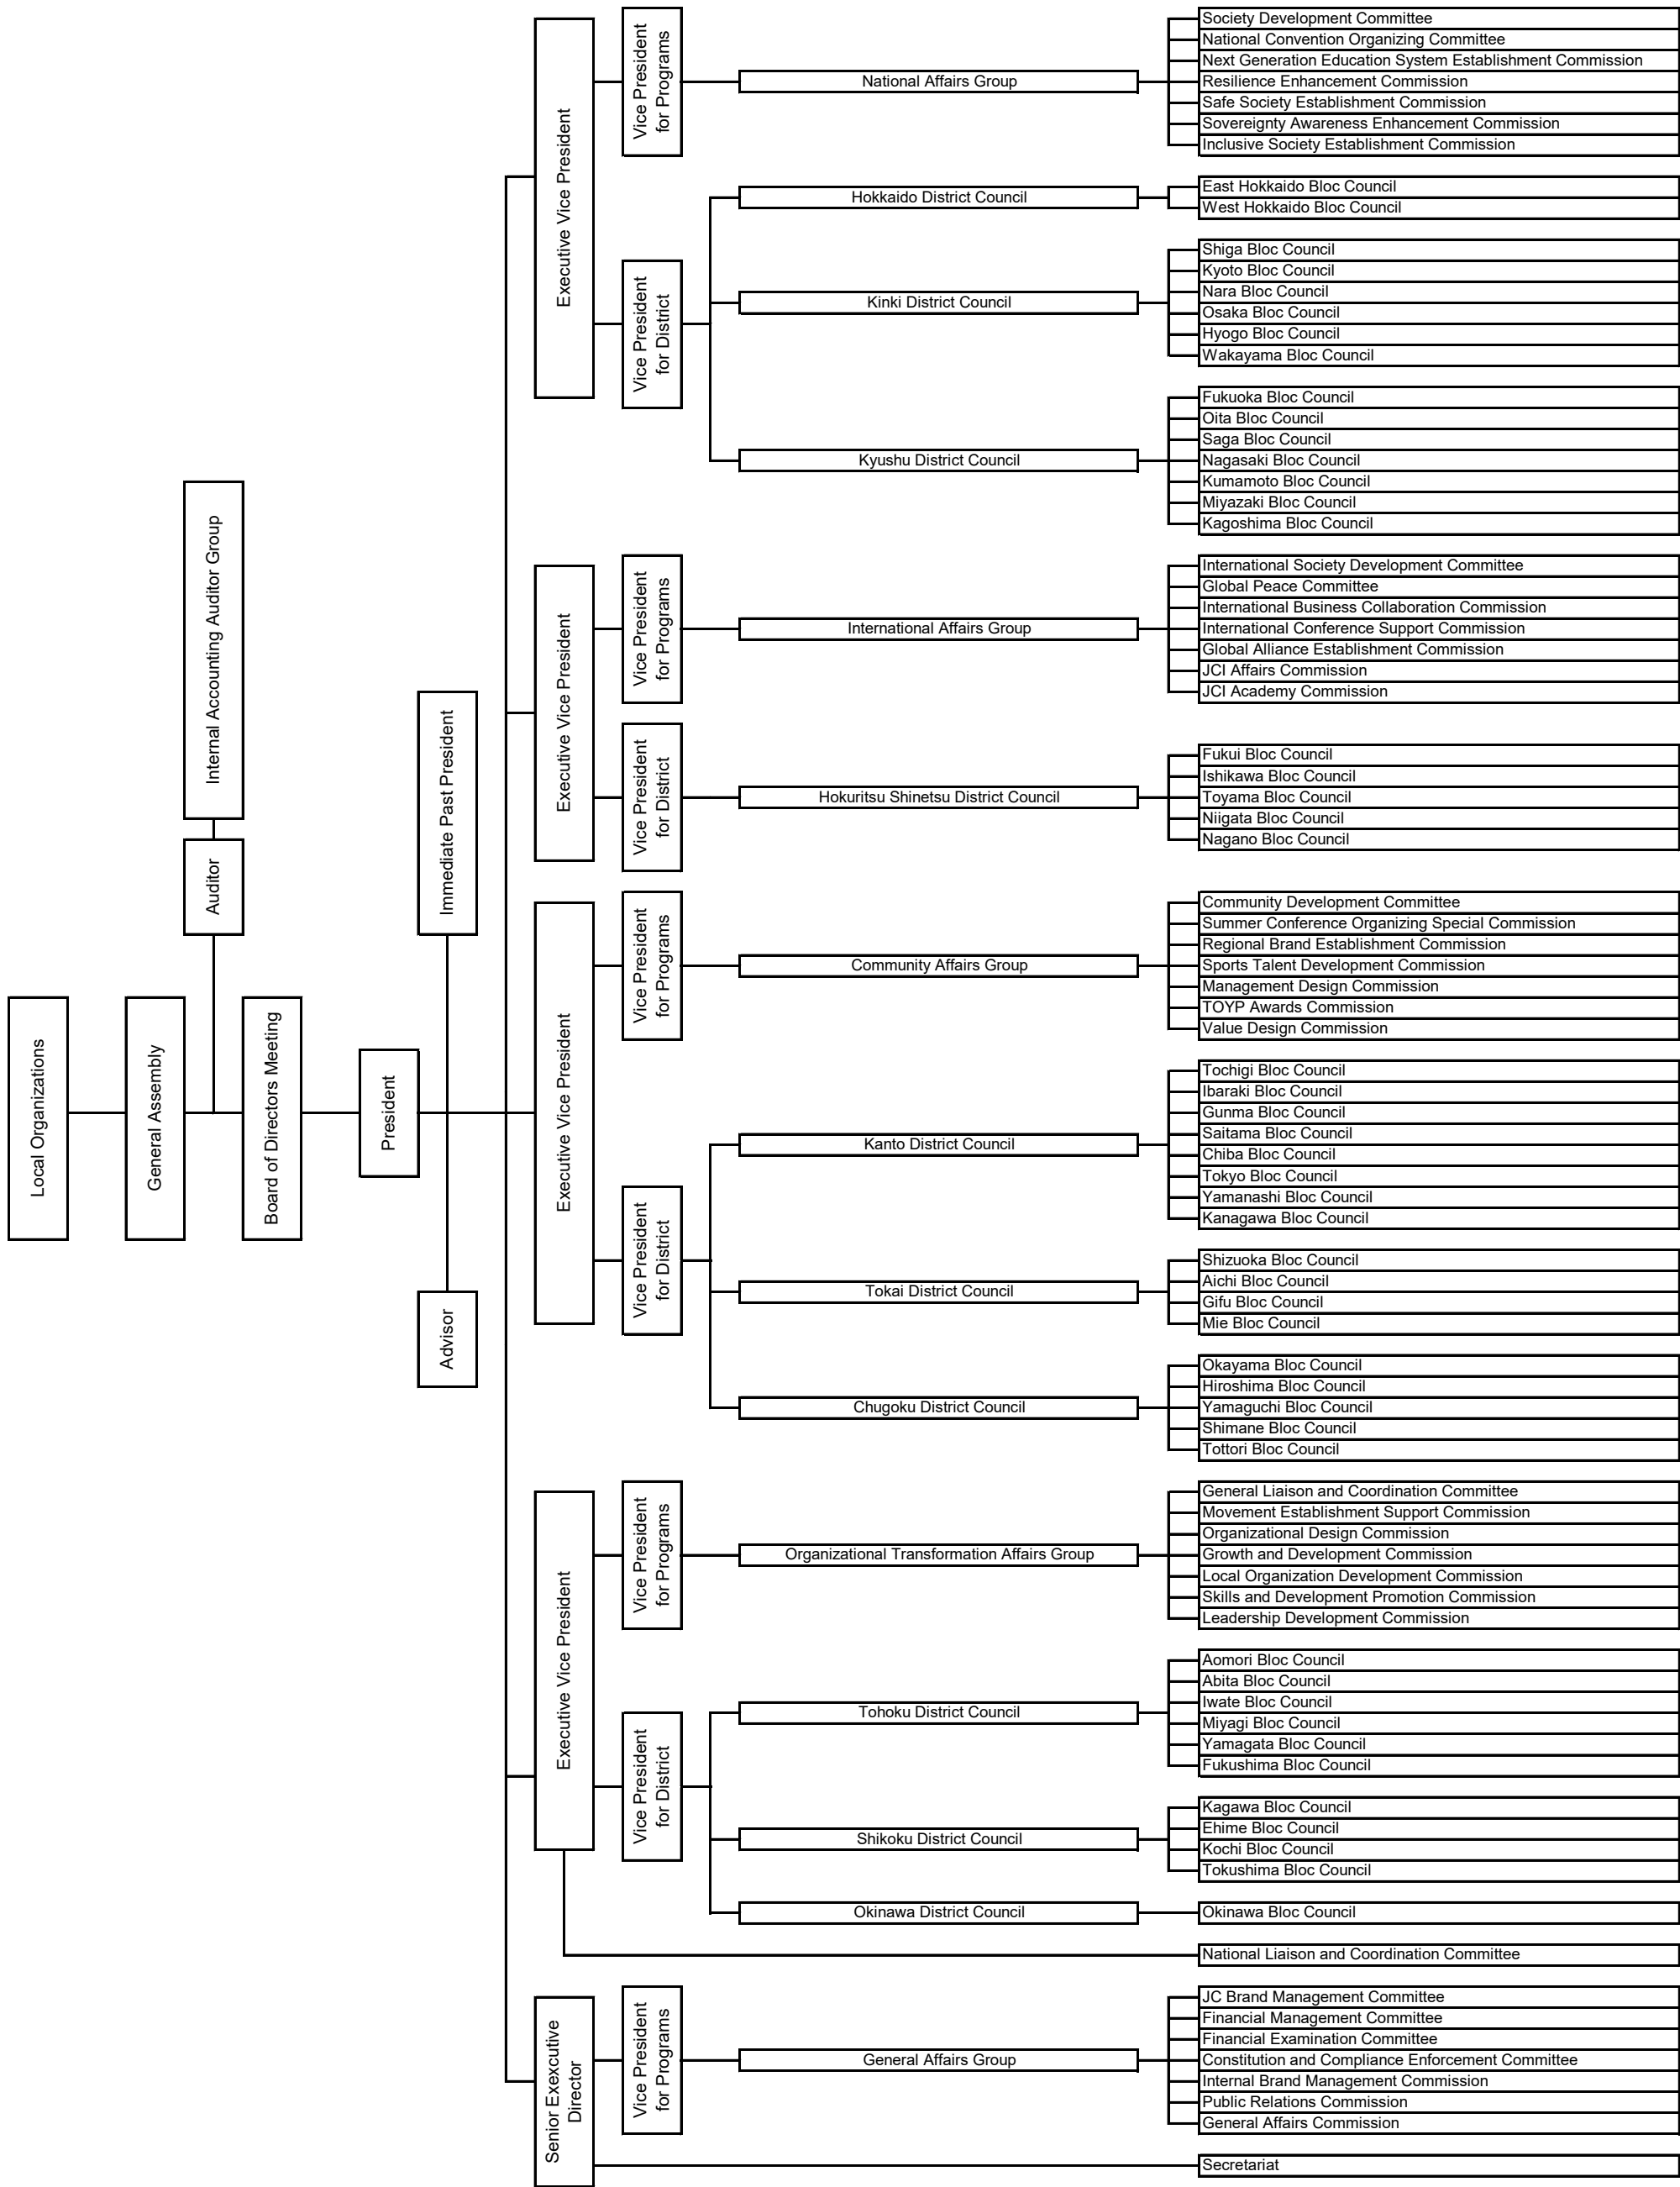 Local Organizations
General Assembly
Internal Accounting Auditor Group
Auditor
Board of Directors Meeting
President
Immediate Past President
Advisor
Executive Vice President
Vice President
for Programs
National Affairs Group
Society Development Committee
National Convention Organizing Committee
Next Generation Education System Establishment Commission
Resilience Enhancement Commission
Safe Society Establishment Commission
Sovereignty Awareness Enhancement Commission
Inclusive Society Establishment Commission
Vice President
for District
Hokkaido District Council
East Hokkaido Bloc Council
West Hokkaido Bloc Council
Kinki District Council
Shiga Bloc Council
Kyoto Bloc Council
Nara Bloc Council
Osaka Bloc Council
Hyogo Bloc Council
Wakayama Bloc Council
Kyushu District Council
Fukuoka Bloc Council
Oita Bloc Council
Saga Bloc Council
Nagasaki Bloc Council
Kumamoto Bloc Council
Miyazaki Bloc Council
Kagoshima Bloc Council
Executive Vice President
Vice President
for Programs
International Affairs Group
International Society Development Committee
Global Peace Committee
International Business Collaboration Commission
International Conference Support Commission
Global Alliance Establishment Commission
JCI Affairs Commission
JCI Academy Commission
Vice President
for District
Hokuritsu Shinetsu District Council
Fukui Bloc Council
Ishikawa Bloc Council
Toyama Bloc Council
Niigata Bloc Council
Nagano Bloc Council
Executive Vice President
Vice President
for Programs
Community Affairs Group
Community Development Committee
Summer Conference Organizing Special Commission
Regional Brand Establishment Commission
Sports Talent Development Commission
Management Design Commission
TOYP Awards Commission
Value Design Commission
Vice President
for District
Kanto District Council
Tochigi Bloc Council
Ibaraki Bloc Council
Gunma Bloc Council
Saitama Bloc Council
Chiba Bloc Council
Tokyo Bloc Council
Yamanashi Bloc Council
Kanagawa Bloc Council
Tokai District Council
Shizuoka Bloc Council
Aichi Bloc Council
Gifu Bloc Council
Mie Bloc Council
Chugoku District Council
Okayama Bloc Council
Hiroshima Bloc Council
Yamaguchi Bloc Council
Shimane Bloc Council
Tottori Bloc Council
Executive Vice President
Vice President
for Programs
Organizational Transformation Affairs Group
General Liaison and Coordination Committee
Movement Establishment Support Commission
Organizational Design Commission
Growth and Development Commission
Local Organization Development Commission
Skills and Development Promotion Commission
Leadership Development Commission
Vice President
for District
Tohoku District Council
Aomori Bloc Council
Abita Bloc Council
Iwate Bloc Council
Miyagi Bloc Council
Yamagata Bloc Council
Fukushima Bloc Council
Shikoku District Council
Kagawa Bloc Council
Ehime Bloc Council
Kochi Bloc Council
Tokushima Bloc Council
Okinawa District Council
Okinawa Bloc Council
National Liaison and Coordination Committee
Senior Exexcutive
Director
Vice President
for Programs
General Affairs Group
JC Brand Management Committee
Financial Management Committee
Financial Examination Committee
Constitution and Compliance Enforcement Committee
Internal Brand Management Commission
Public Relations Commission
General Affairs Commission
Secretariat